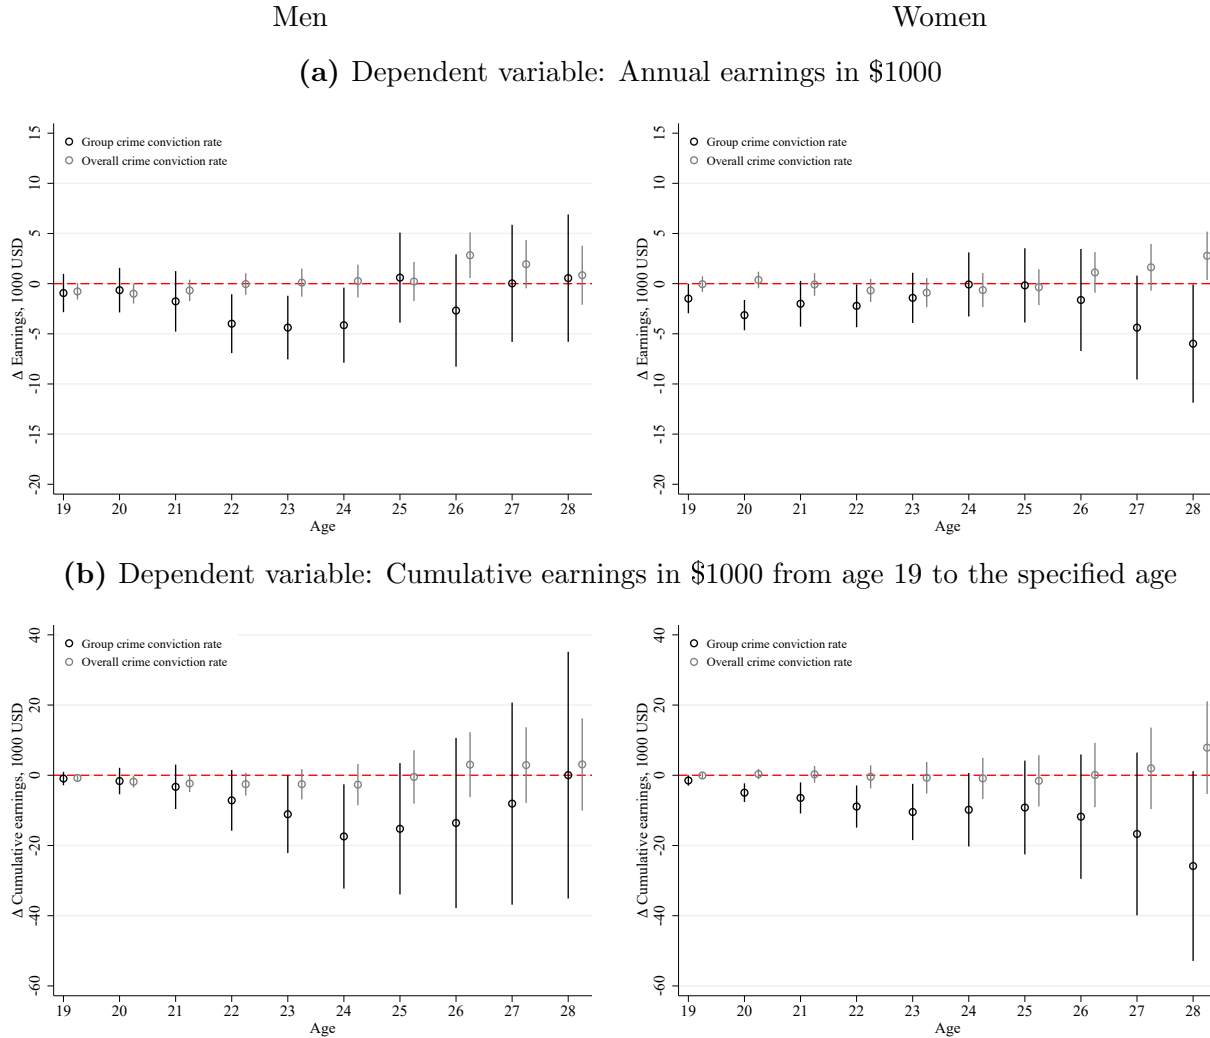 Men
Women
(a) Dependent variable: Annual earnings in $1000
Group crime conviction rate
Overall crime conviction rate
Δ Earnings, 1000 USD
15
10
5
0
-5
-10
-15
-20
19 20 21 22 23 24 25 26 27 28
Age
Group crime conviction rate
Overall crime conviction rate
Δ Earnings, 1000 USD
15
10
5
0
-5
-10
-15
-20
19 20 21 22 23 24 25 26 27 28
Age
(b) Dependent variable: Cumulative earnings in $1000 from age 19 to the specified age
Group crime conviction rate
Overall crime conviction rate
Δ Cumulative earnings, 1000 USD
40
20
0
-20
-40
-60
19 20 21 22 23 24 25 26 27 28
Age
Group crime conviction rate
Overall crime conviction rate
Δ Cumulative earnings, 1000 USD
40
20
0
-20
-40
-60
19 20 21 22 23 24 25 26 27 28
Age